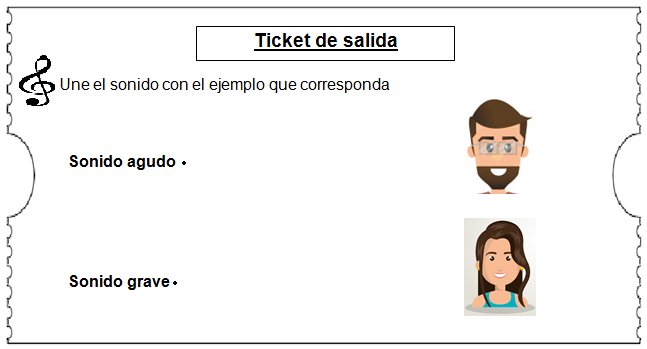 Ticket de salida
Une el sonido con el ejemplo que corresponda
Sonido agudo •
Sonido grave •